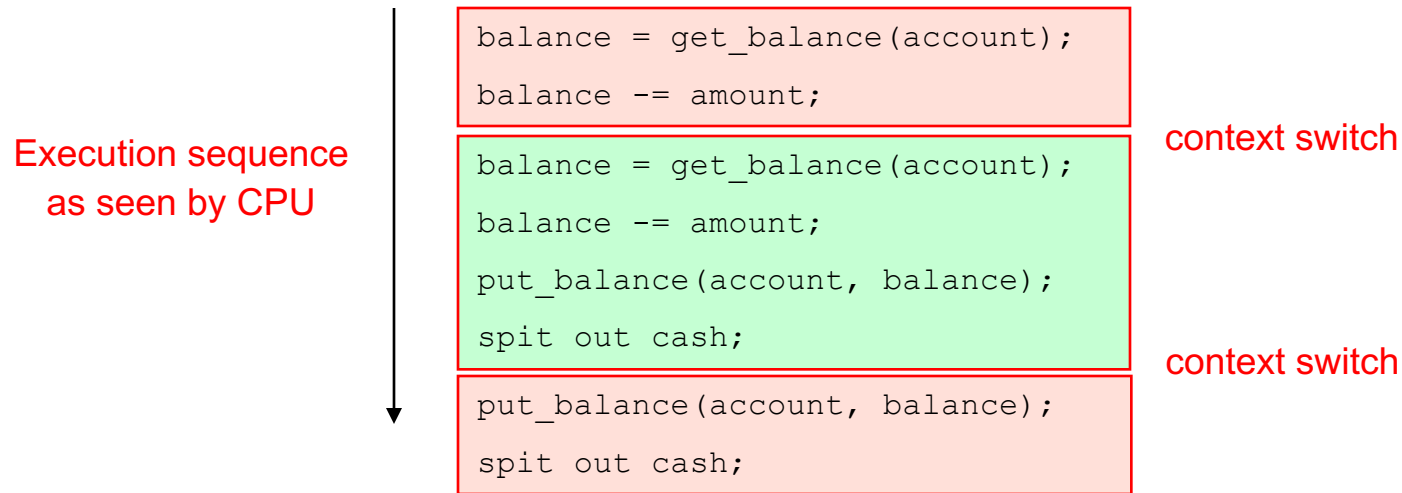 Execution sequence
as seen by CPU
balance = get_balance(account);
balance -= amount;
context switch
balance = get_balance(account);
balance -= amount;
put_balance(account, balance);
spit out cash;
context switch
put_balance(account, balance);
spit out cash;